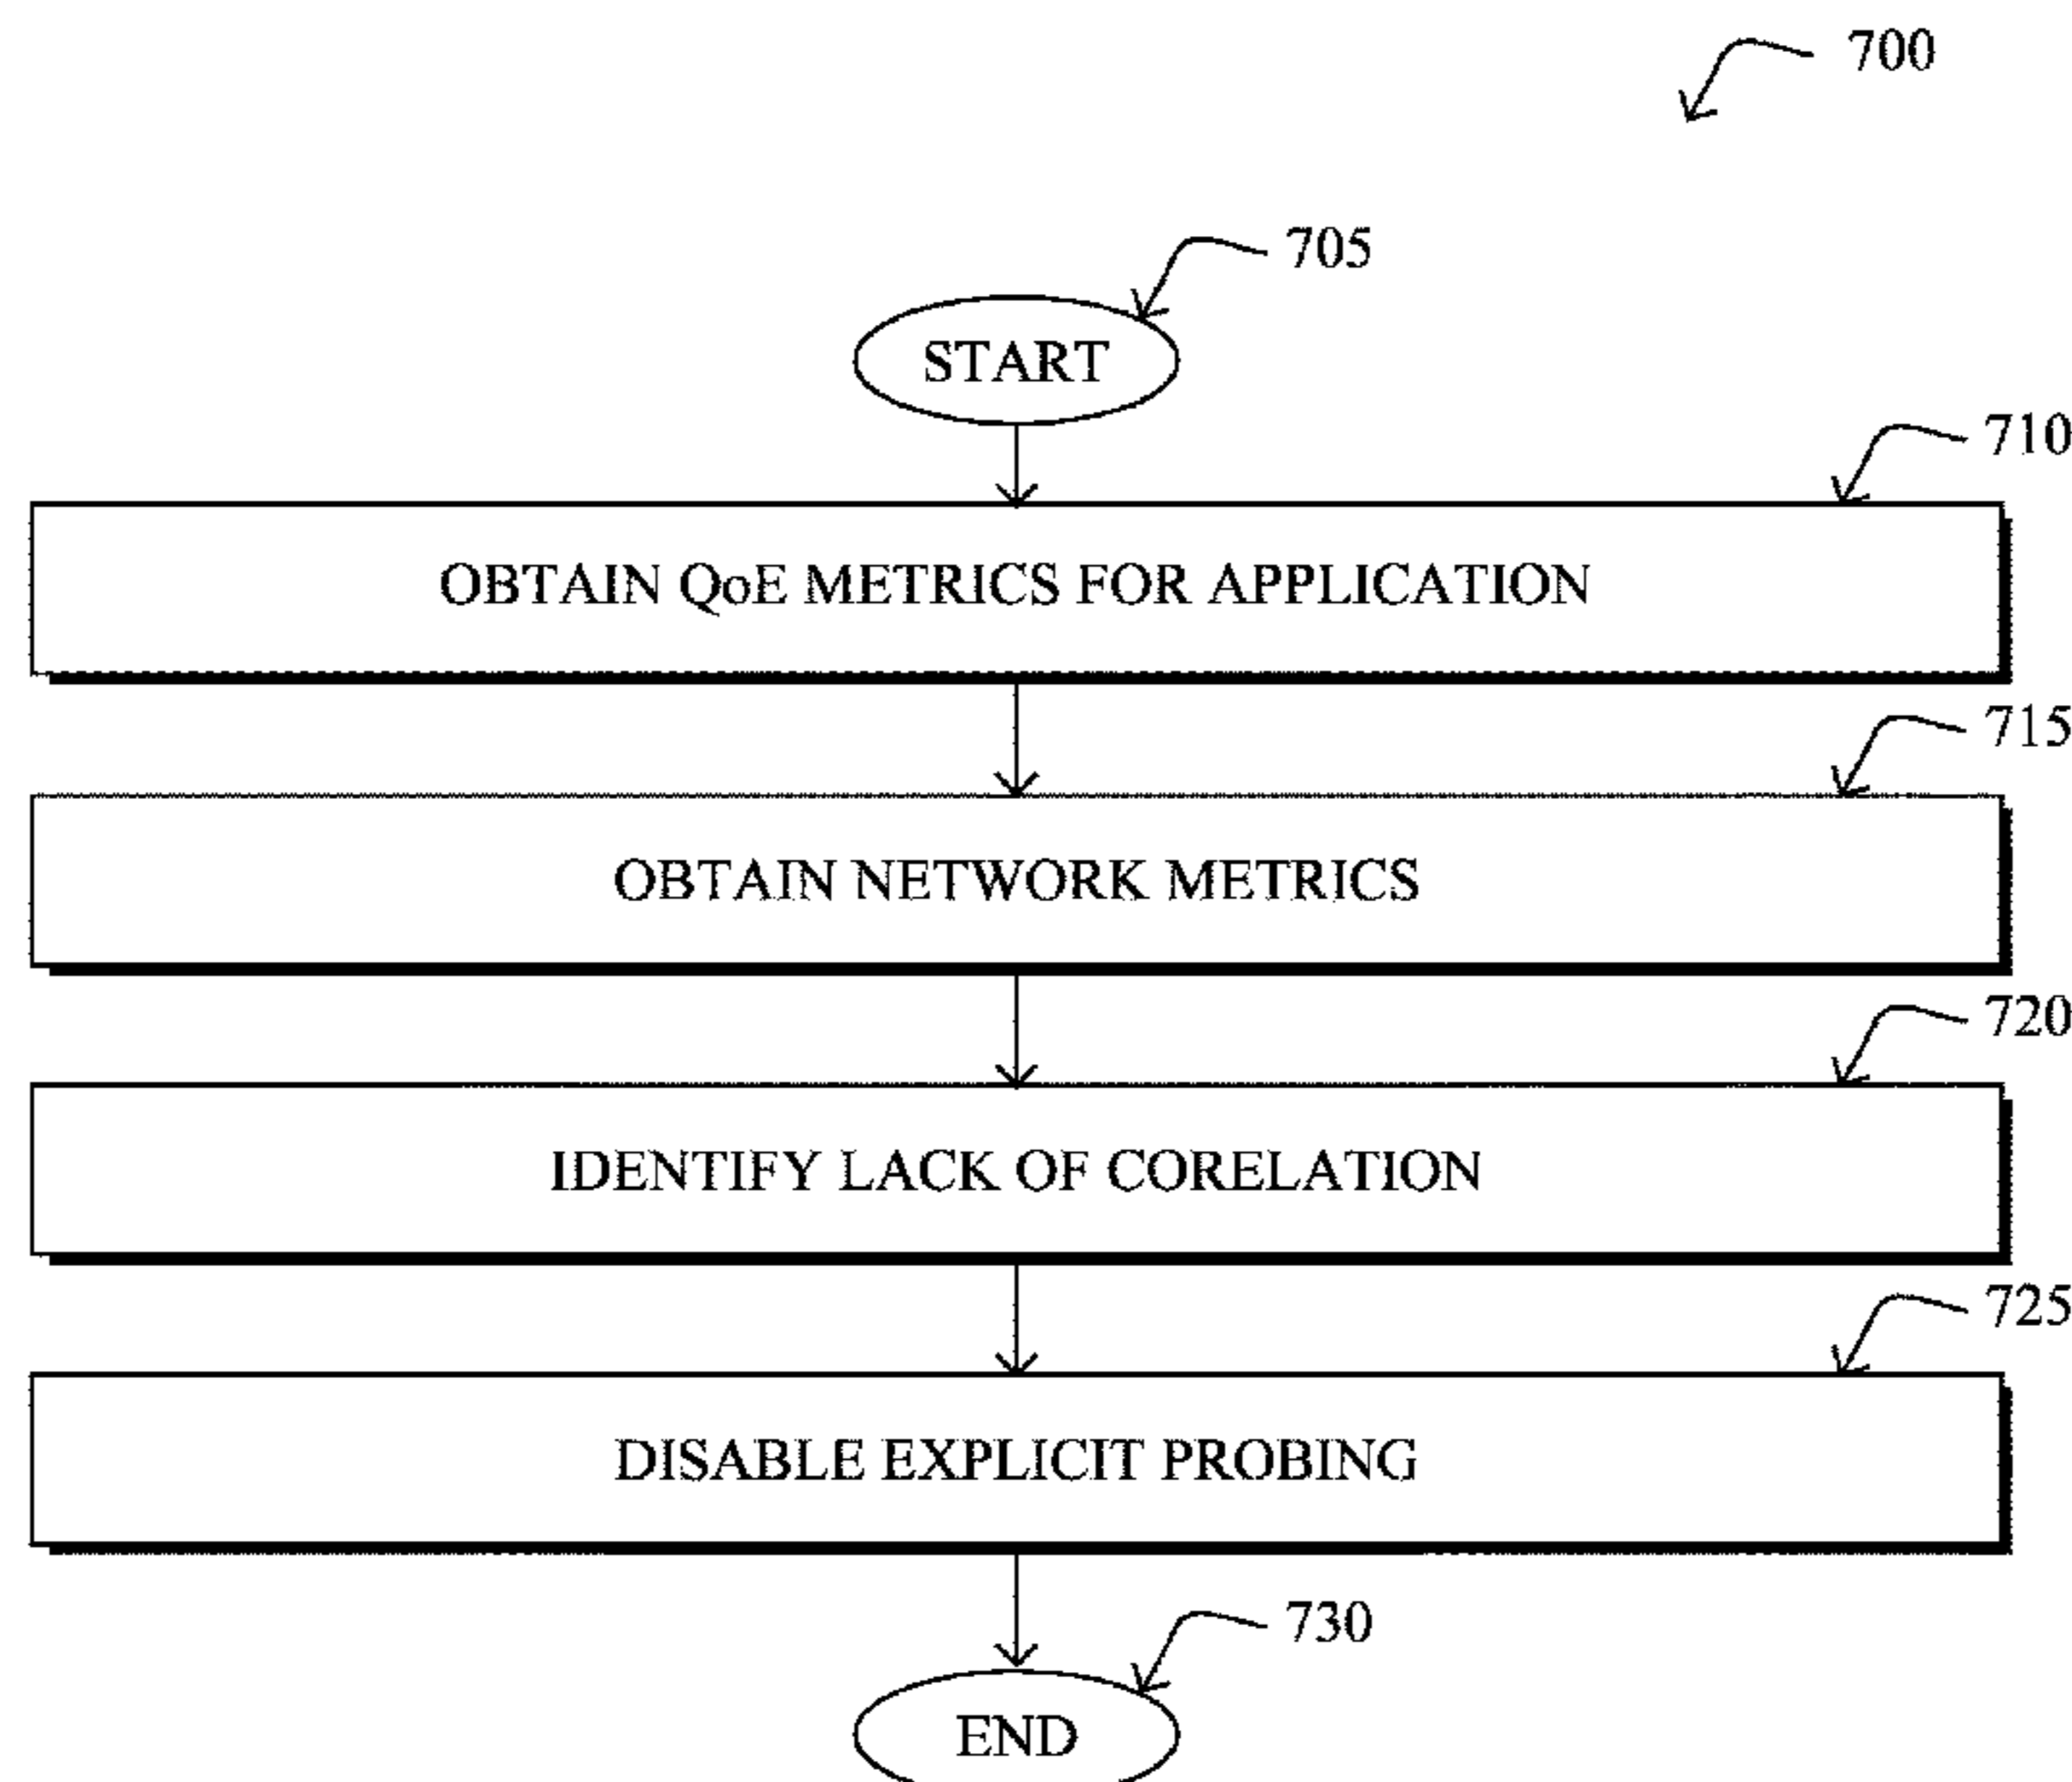 700
705
START
710
OBTAIN QoE METRICS FOR APPLICATION
715
OBTAIN NETWORK METRICS
720
IDENTIFY LACK OF CORELATION
725
DISABLE EXPLICIT PROBING
730
END